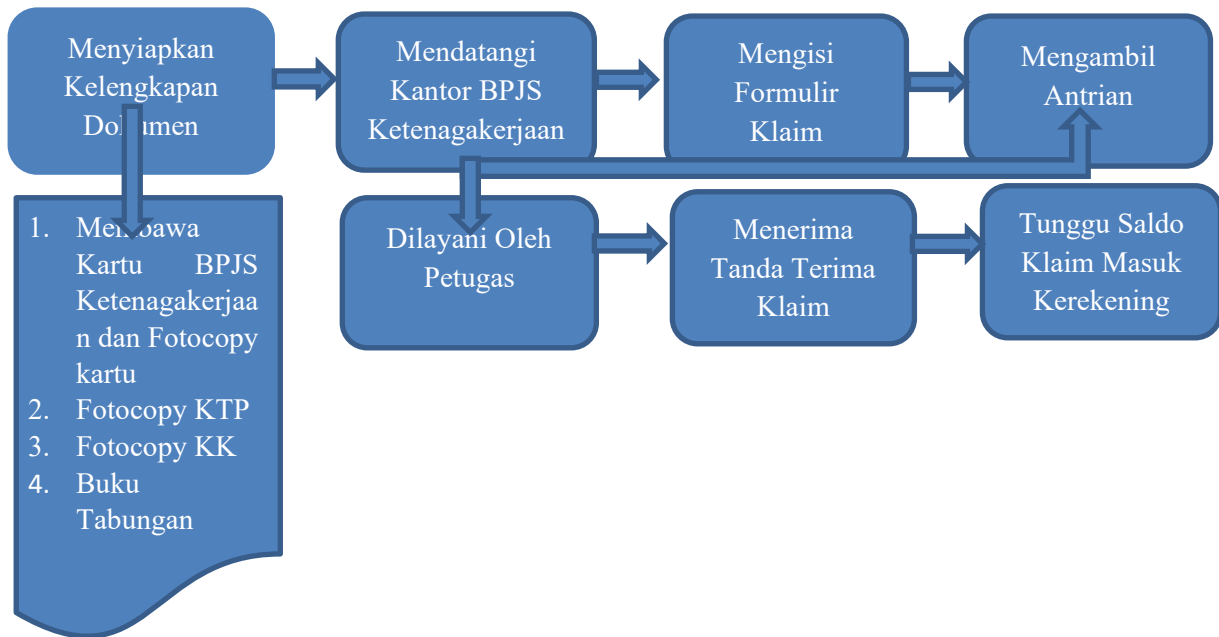 Menyiapkan
Kelengkapan
Dokumen
Mendatangi
Kantor BPJS
Ketenagakerjaan
Mengisi
Formulir
Klaim
Mengambil
Antrian
1. Membawa
Kartu BPJS
Ketenagakerjaa
n dan Fotocopy
kartu
2. Fotocopy KTP
3. Fotocopy KK
4. Buku
Tabungan
Dilayani Oleh
Petugas
Menerima
Tanda Terima
Klaim
Tunggu Saldo
Klaim Masuk
Kerekening